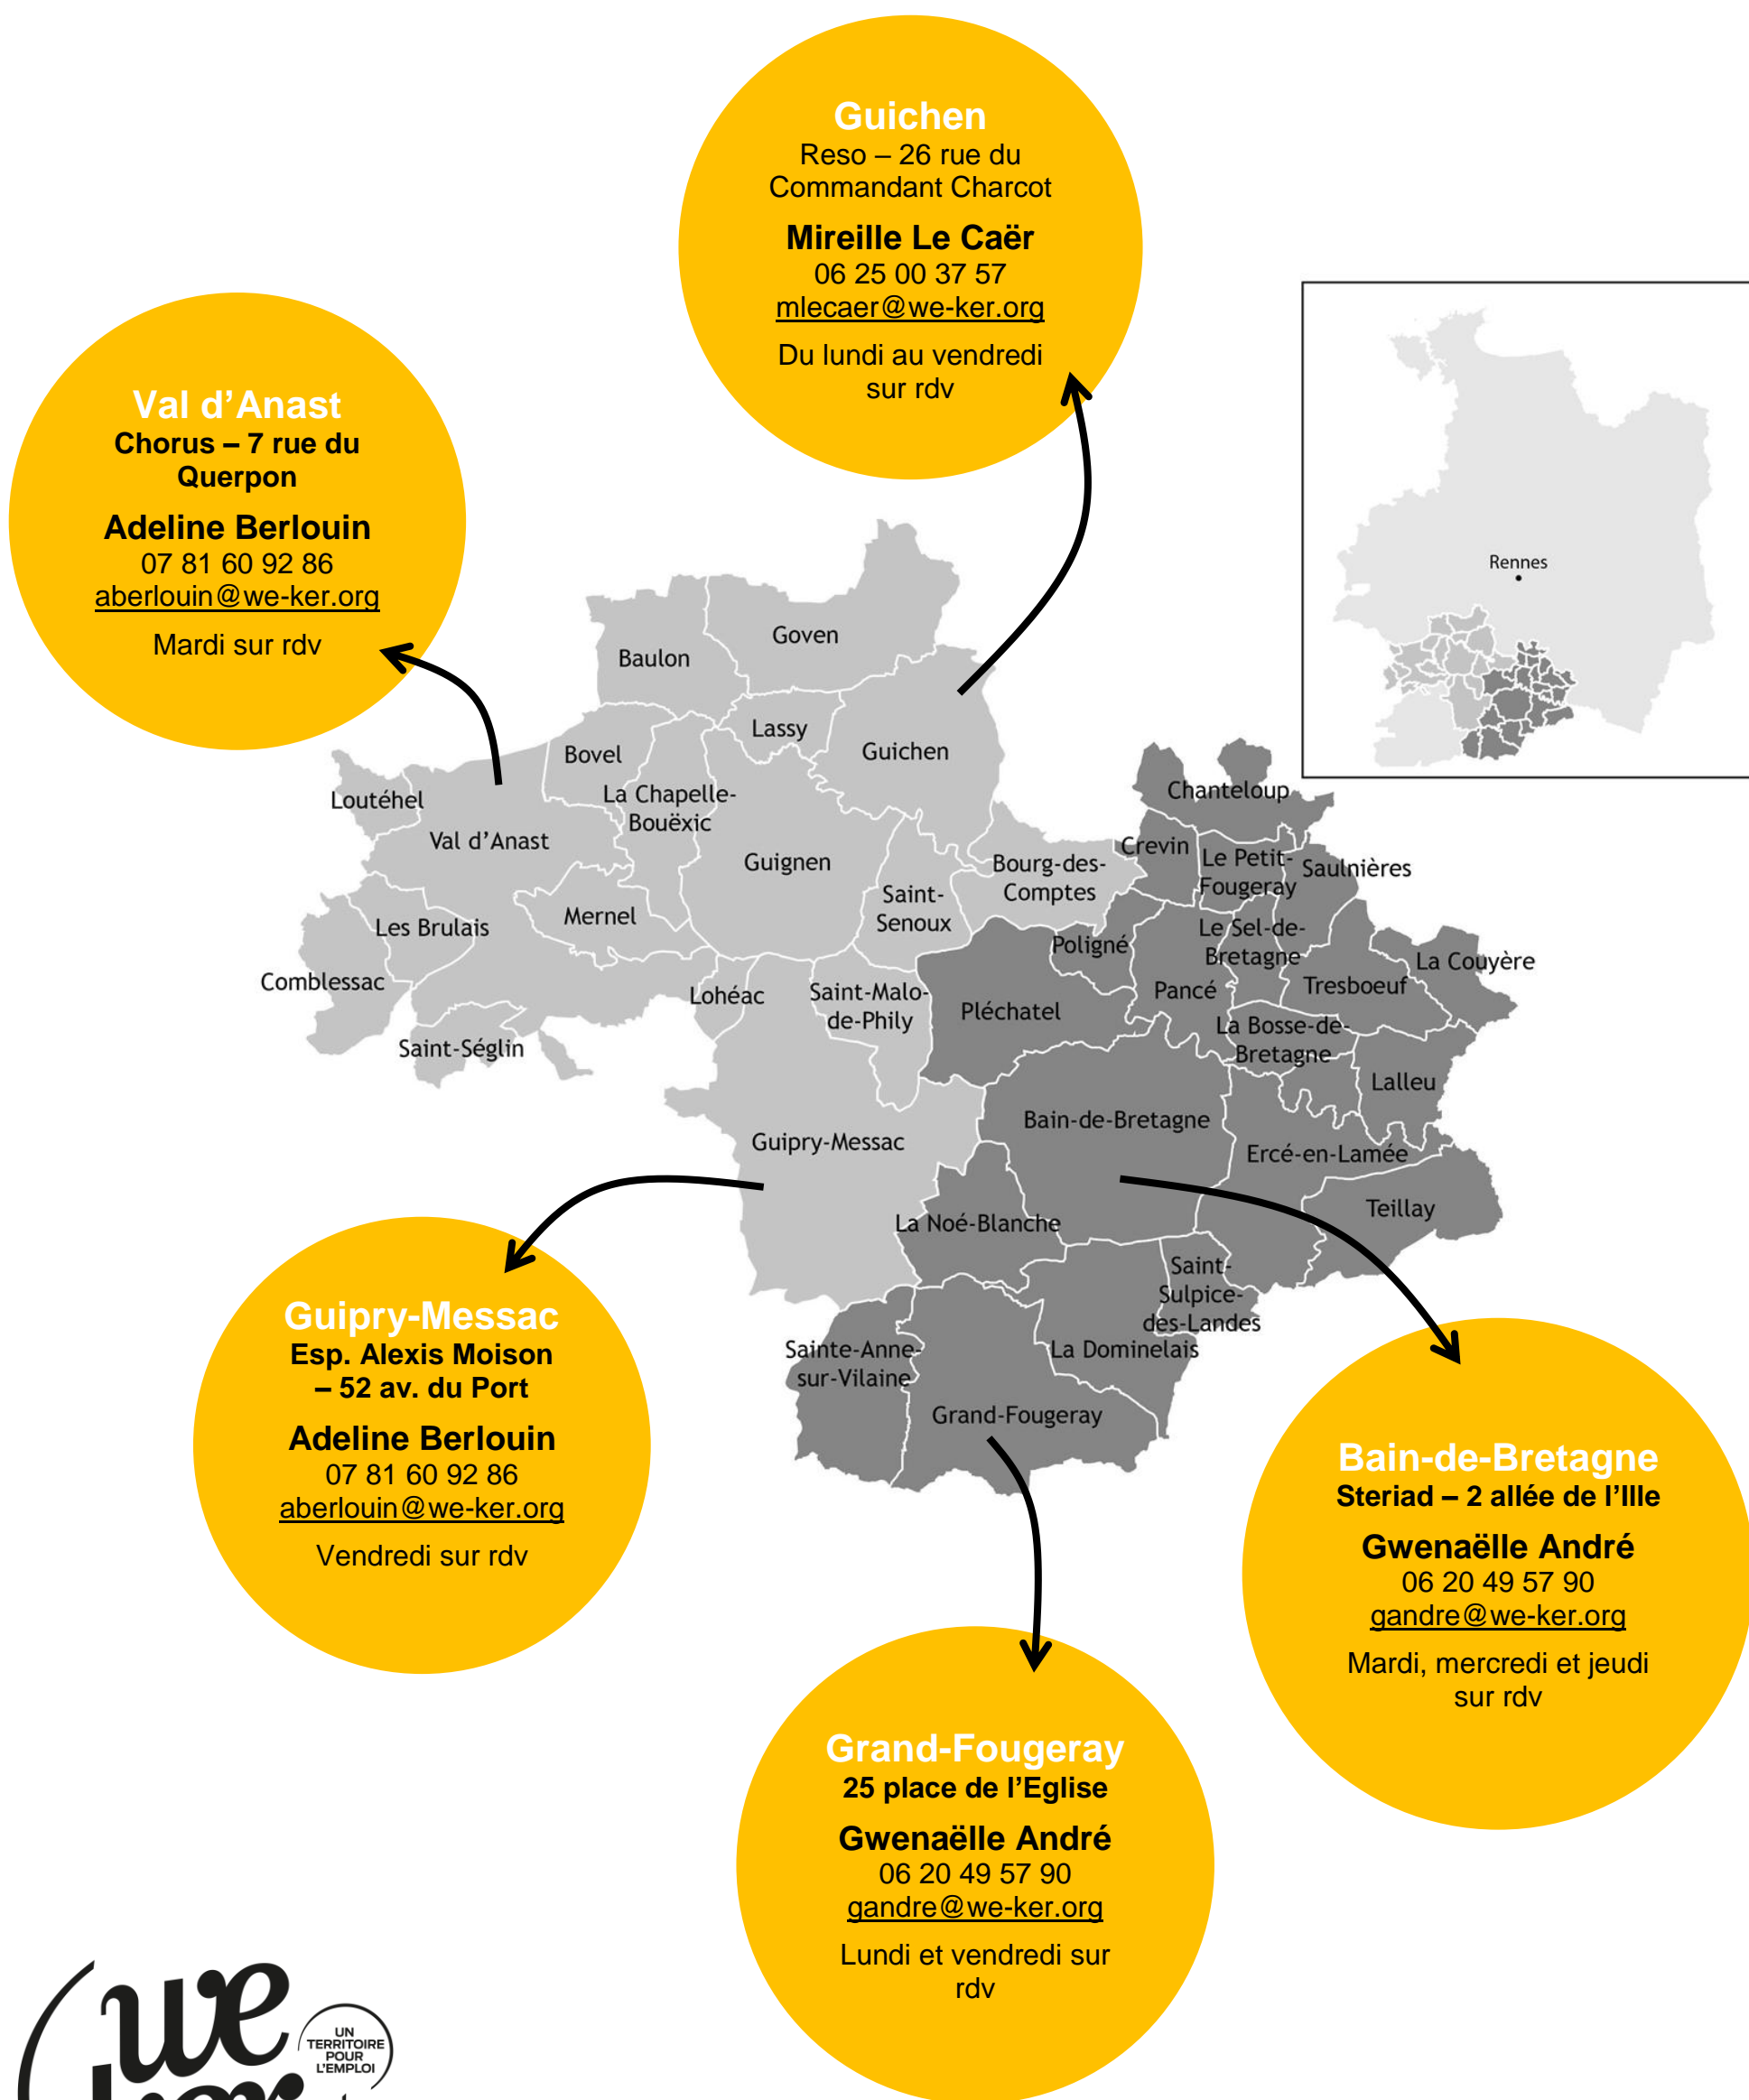 Guichen
Reso – 26 rue du
Commandant Charcot
Mireille Le Caër
06 25 00 37 57
mlecaer@we-ker.org
Du lundi au vendredi
sur rdv
Val d’Anast
Chorus – 7 rue du
Querpon
Adeline Berlouin
07 81 60 92 86
aberlouin@we-ker.org
Mardi sur rdv
Rennes
Goven
Baulon
Lassy
Bovel
Guichen
La Chapelle-
Bouëxic
Loutéhel
Val d’Anast
Guignen
Chanteloup
Crevin
Le Petit-
Fougeray
Saulnières
Bourg-des-
Comptes
Saint-
Senoux
Mernel
Les Brulais
Poligné
Le Sel-de-
Bretagne
La Couyère
Comblessac
Lohéac
Saint-Malo-
de-Phily
Pléchatel
Pancé
Tresboeuf
Saint-Séglin
La Bosse-de-
Bretagne
Lalleu
Bain-de-Bretagne
Guipry-Messac
Ercé-en-Lamée
La Noé-Blanche
Teillay
Saint-
Sulpice-
des-Landes
Sainte-Anne-
sur-Vilaine
La Dominelais
Grand-Fougeray
Guipry-Messac
Esp. Alexis Moison
– 52 av. du Port
Adeline Berlouin
07 81 60 92 86
aberlouin@we-ker.org
Vendredi sur rdv
Bain-de-Bretagne
Steriad – 2 allée de l’Ille
Gwenaëlle André
06 20 49 57 90
gandre@we-ker.org
Mardi, mercredi et jeudi
sur rdv
Grand-Fougeray
25 place de l’Eglise
Gwenaëlle André
06 20 49 57 90
gandre@we-ker.org
Lundi et vendredi sur
rdv
we
UN
TERRITOIRE
POUR
L'EMPLOI